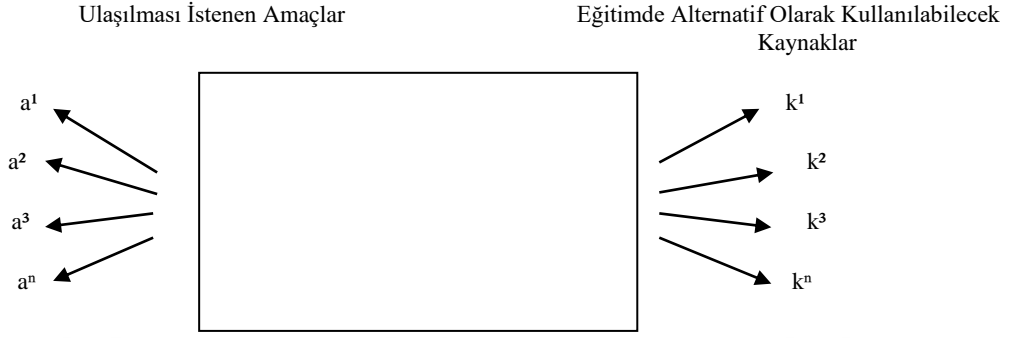 Ulaşılması İstenen Amaçlar
Eğitimde Alternatif Olarak Kullanılabilecek
Kaynaklar
a¹
k¹
a²
k²
a³
k³
aⁿ
kⁿ